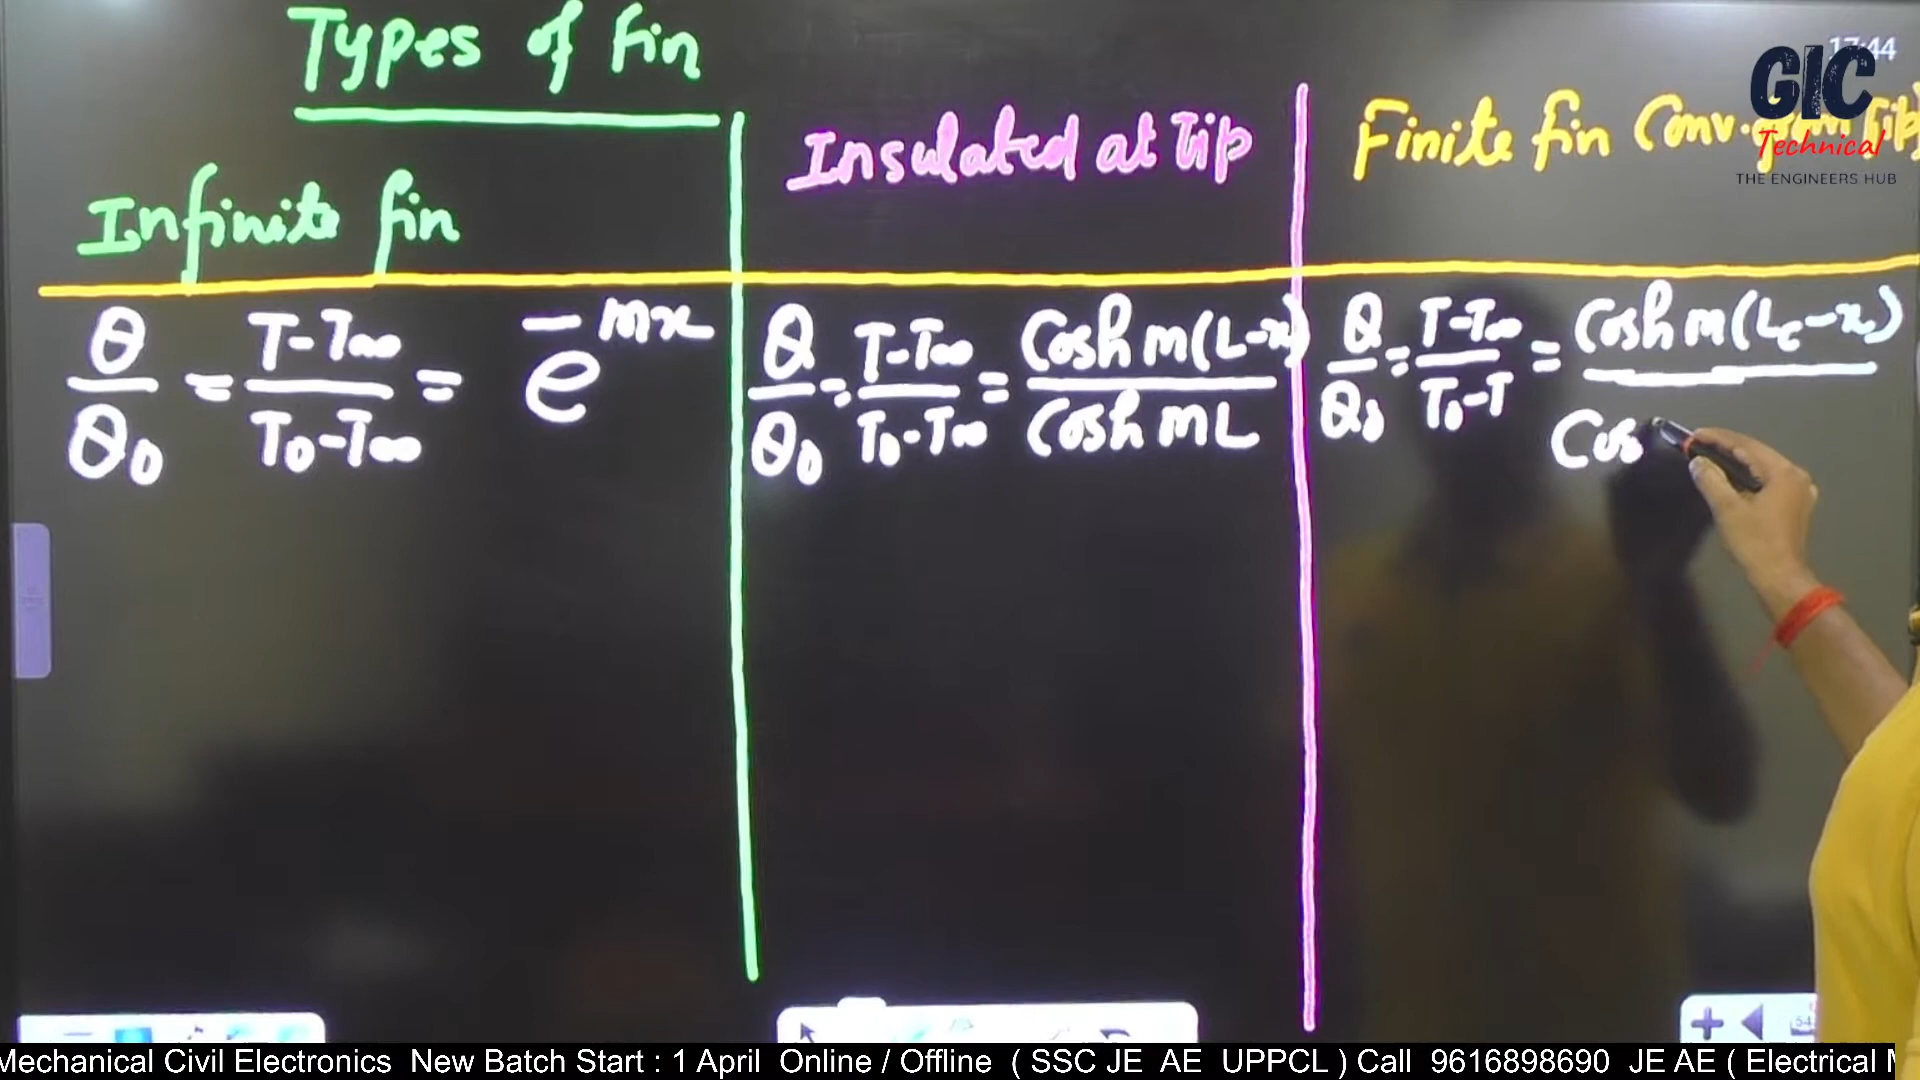 Types of fin
17:44
GIC
Technical
THE ENGINEERS HUB
Infinite fin
Insulated at Tip
Finite fin Conv. from Tip
θ/θ0 = T-T∞/T0-T∞ = e^-mx
θ/θ0 = T-T∞/T0-T∞ = Cosh m(L-x)/Cosh mL
θ/θ0 = T-T∞/T0-T = Cosh m(Lc-x)/Cos
Mechanical Civil Electronics New Batch Start : 1 April Online / Offline ( SSC JE AE UPPCL ) Call 9616898690 JE AE ( Electrical